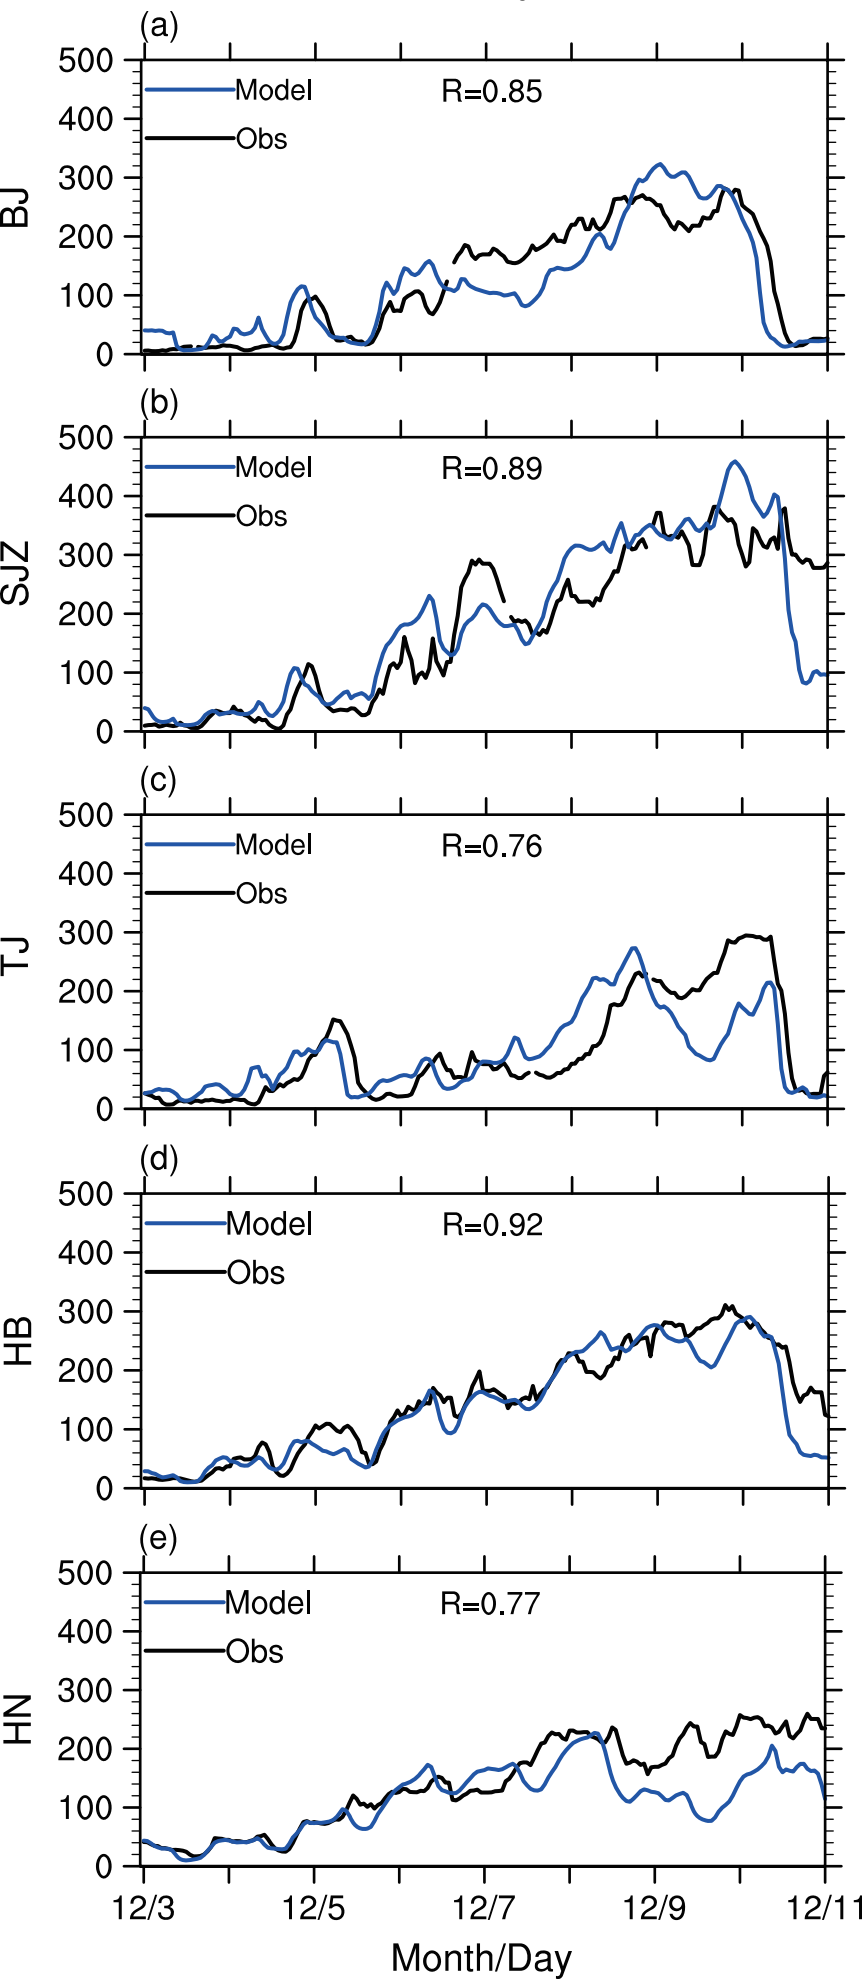 (a)
500
400
300
200
100
0
BJ
Model
Obs
R=0.85
(b)
500
400
300
200
100
0
SJZ
Model
Obs
R=0.89
(c)
500
400
300
200
100
0
TJ
Model
Obs
R=0.76
(d)
500
400
300
200
100
0
HB
Model
Obs
R=0.92
(e)
500
400
300
200
100
0
HN
Model
Obs
R=0.77
12/3 12/5 12/7 12/9 12/11
Month/Day